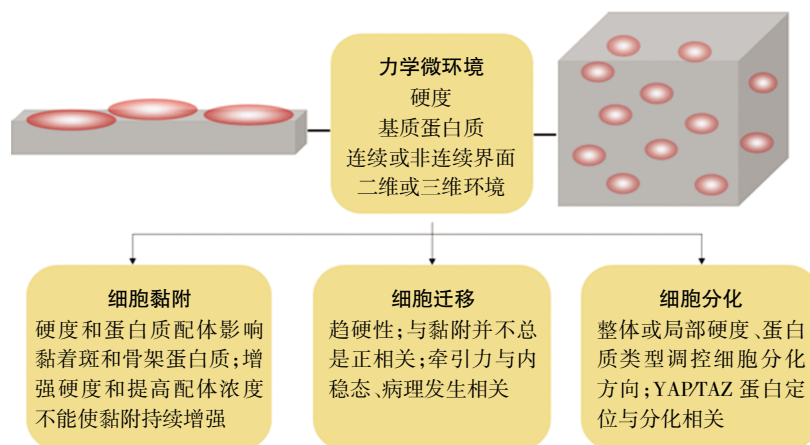 力学微环境
硬度
基质蛋白质
连续或非连续界面
二维或三维环境
细胞黏附
硬度和蛋白质配体影响
黏着斑和骨架蛋白质;增
强硬度和提高配体浓度
不能使黏附持续增强
细胞迁移
趋硬性;与黏附并不总
是正相关;牵引力与内
稳态、病理发生相关
细胞分化
整体或局部硬度、蛋白
质类型调控细胞分化
方向;YAP/TAZ 蛋白定
位与分化相关